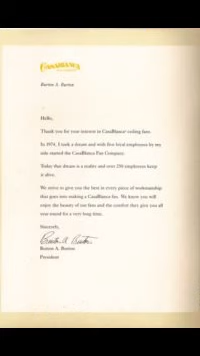 CASABLANCA
Burton A. Burton
Hello,
Thank you for your interest in CasaBlanca® ceiling fans.
In 1974, I took a dream and with five loyal employees by my
side started the CasaBlanca Fan Company.
Today that dream is a reality and over 250 employees keep
it alive.
We strive to give you the best in every piece of workmanship
that goes into making a CasaBlanca fan. We know you will
enjoy the beauty of our fans and the comfort they give you all
year round for a very long time.
Sincerely,
Burton A. Burton
Burton A. Burton
President